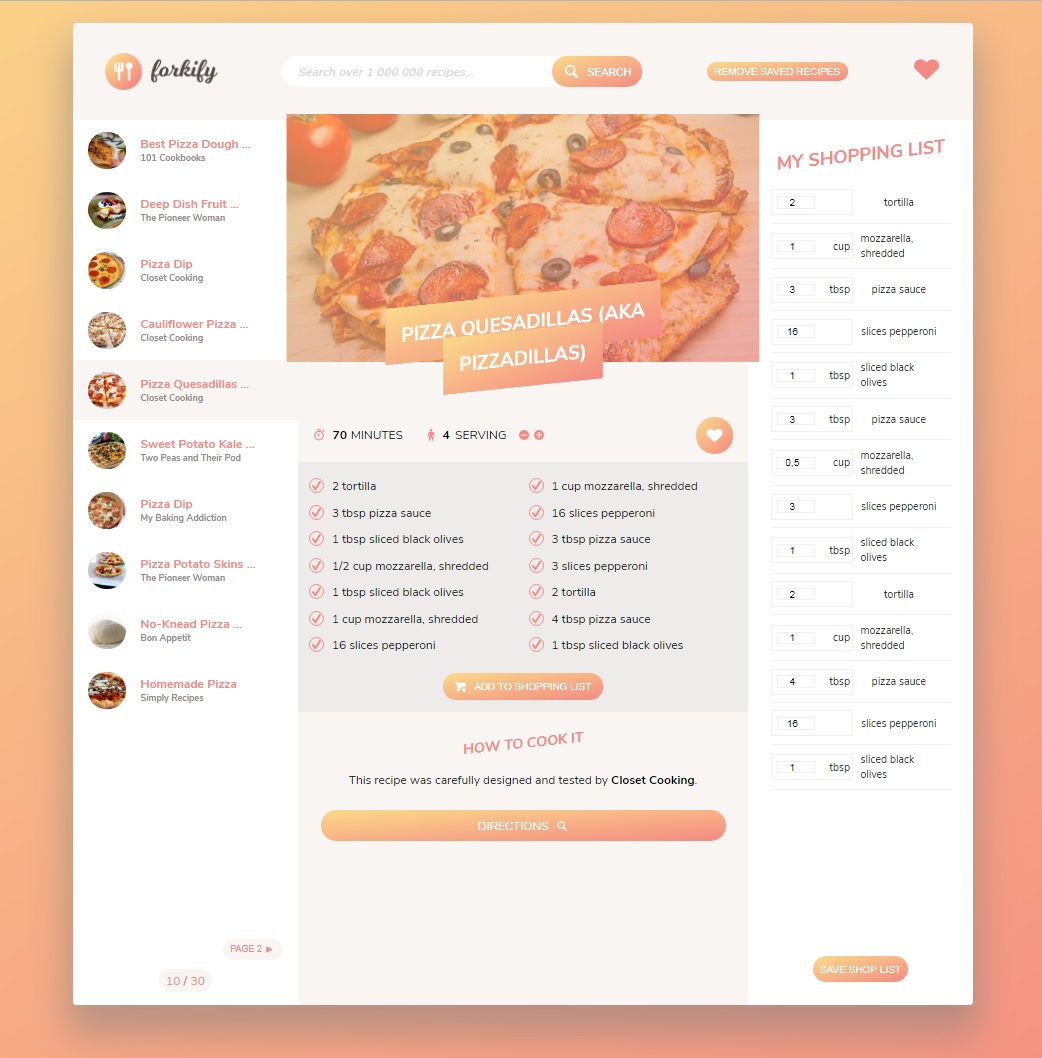 forkify
Search over 1 000 000 recipes...
SEARCH
REMOVE SAVED RECIPES
Best Pizza Dough ...
101 Cookbooks
Deep Dish Fruit ...
The Pioneer Woman
Pizza Dip
Closet Cooking
Cauliflower Pizza ...
Closet Cooking
Pizza Quesadillas ...
Closet Cooking
Sweet Potato Kale ...
Two Peas and Their Pod
Pizza Dip
My Baking Addiction
Pizza Potato Skins ...
The Pioneer Woman
No-Knead Pizza ...
Bon Appetit
Homemade Pizza
Simply Recipes
PAGE 2
10 / 30
PIZZA QUESADILLAS (AKA
PIZZADILLAS)
70 MINUTES
4 SERVING
2 tortilla
1 cup mozzarella, shredded
3 tbsp pizza sauce
16 slices pepperoni
1 tbsp sliced black olives
3 tbsp pizza sauce
1/2 cup mozzarella, shredded
3 slices pepperoni
1 tbsp sliced black olives
2 tortilla
1 cup mozzarella, shredded
4 tbsp pizza sauce
16 slices pepperoni
1 tbsp sliced black olives
ADD TO SHOPPING LIST
HOW TO COOK IT
This recipe was carefully designed and tested by Closet Cooking.
DIRECTIONS
MY SHOPPING LIST
2 tortilla
1 cup mozzarella,
shredded
3 tbsp pizza sauce
16 slices pepperoni
1 tbsp sliced black
olives
3 tbsp pizza sauce
0,5 cup mozzarella,
shredded
3 slices pepperoni
1 tbsp sliced black
olives
2 tortilla
1 cup mozzarella,
shredded
4 tbsp pizza sauce
16 slices pepperoni
1 tbsp sliced black
olives
SAVE SHOP LIST